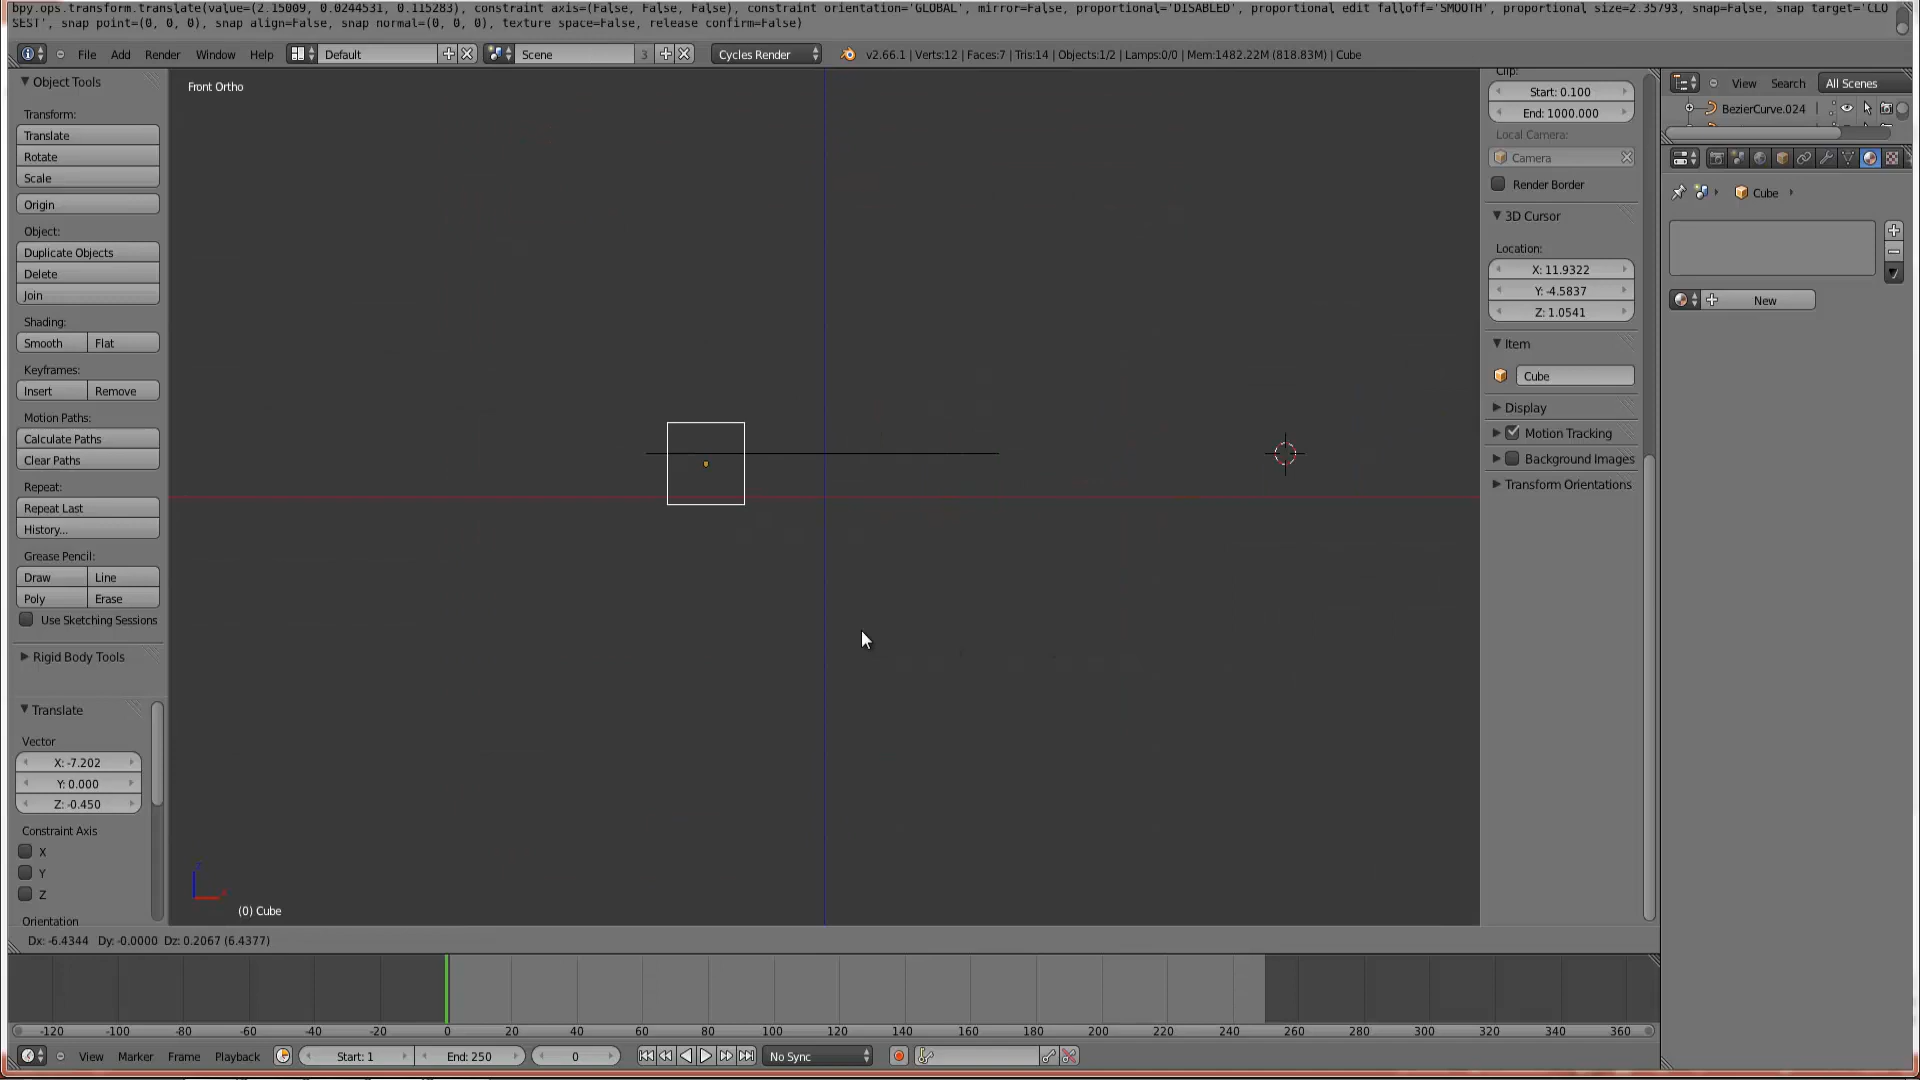 bpy.ops.transform.translate(value=(2.15009, 0.0244531, 0.115283), constraint axis=(False, False, False), constraint orientation='GLOBAL', mirror=False, proportional='DISABLED', proportional edit falloff='SMOOTH', proportional size=2.35793, snap=False, snap target='CLO
SEST', snap point=(0, 0, 0), snap align=False, snap normal=(0, 0, 0), texture space=False, release confirm=False)
File Add Render Window Help Default Scene 3 Cycles Render v2.66.1 | Verts:12 | Faces:7 | Tris:14 | Objects:1/2 | Lamps:0/0 | Mem:1482.22M (818.83M) | Cube
Object Tools
Transform:
Translate
Rotate
Scale
Origin
Object:
Duplicate Objects
Delete
Join
Shading:
Smooth Flat
Keyframes:
Insert Remove
Motion Paths:
Calculate Paths
Clear Paths
Repeat:
Repeat Last
History...
Grease Pencil:
Draw Line
Poly Erase
Use Sketching Sessions
Rigid Body Tools
Translate
Vector
X: -7.202
Y: 0.000
Z: -0.450
Constraint Axis
X
Y
Z
Orientation
Front Ortho
z
x
(0) Cube
Dx: -6.4344 Dy: -0.0000 Dz: 0.2067 (6.4377)
Clip:
Start: 0.100
End: 1000.000
Local Camera:
Camera
Render Border
3D Cursor
Location:
X: 11.9322
Y: -4.5837
Z: 1.0541
Item
Cube
Display
Motion Tracking
Background Images
Transform Orientations
View Search All Scenes
BezierCurve.024
Cube
New
-120 -100 -80 -60 -40 -20 0 20 40 60 80 100 120 140 160 180 200 220 240 260 280 300 320 340 360
View Marker Frame Playback Start: 1 End: 250 0 No Sync